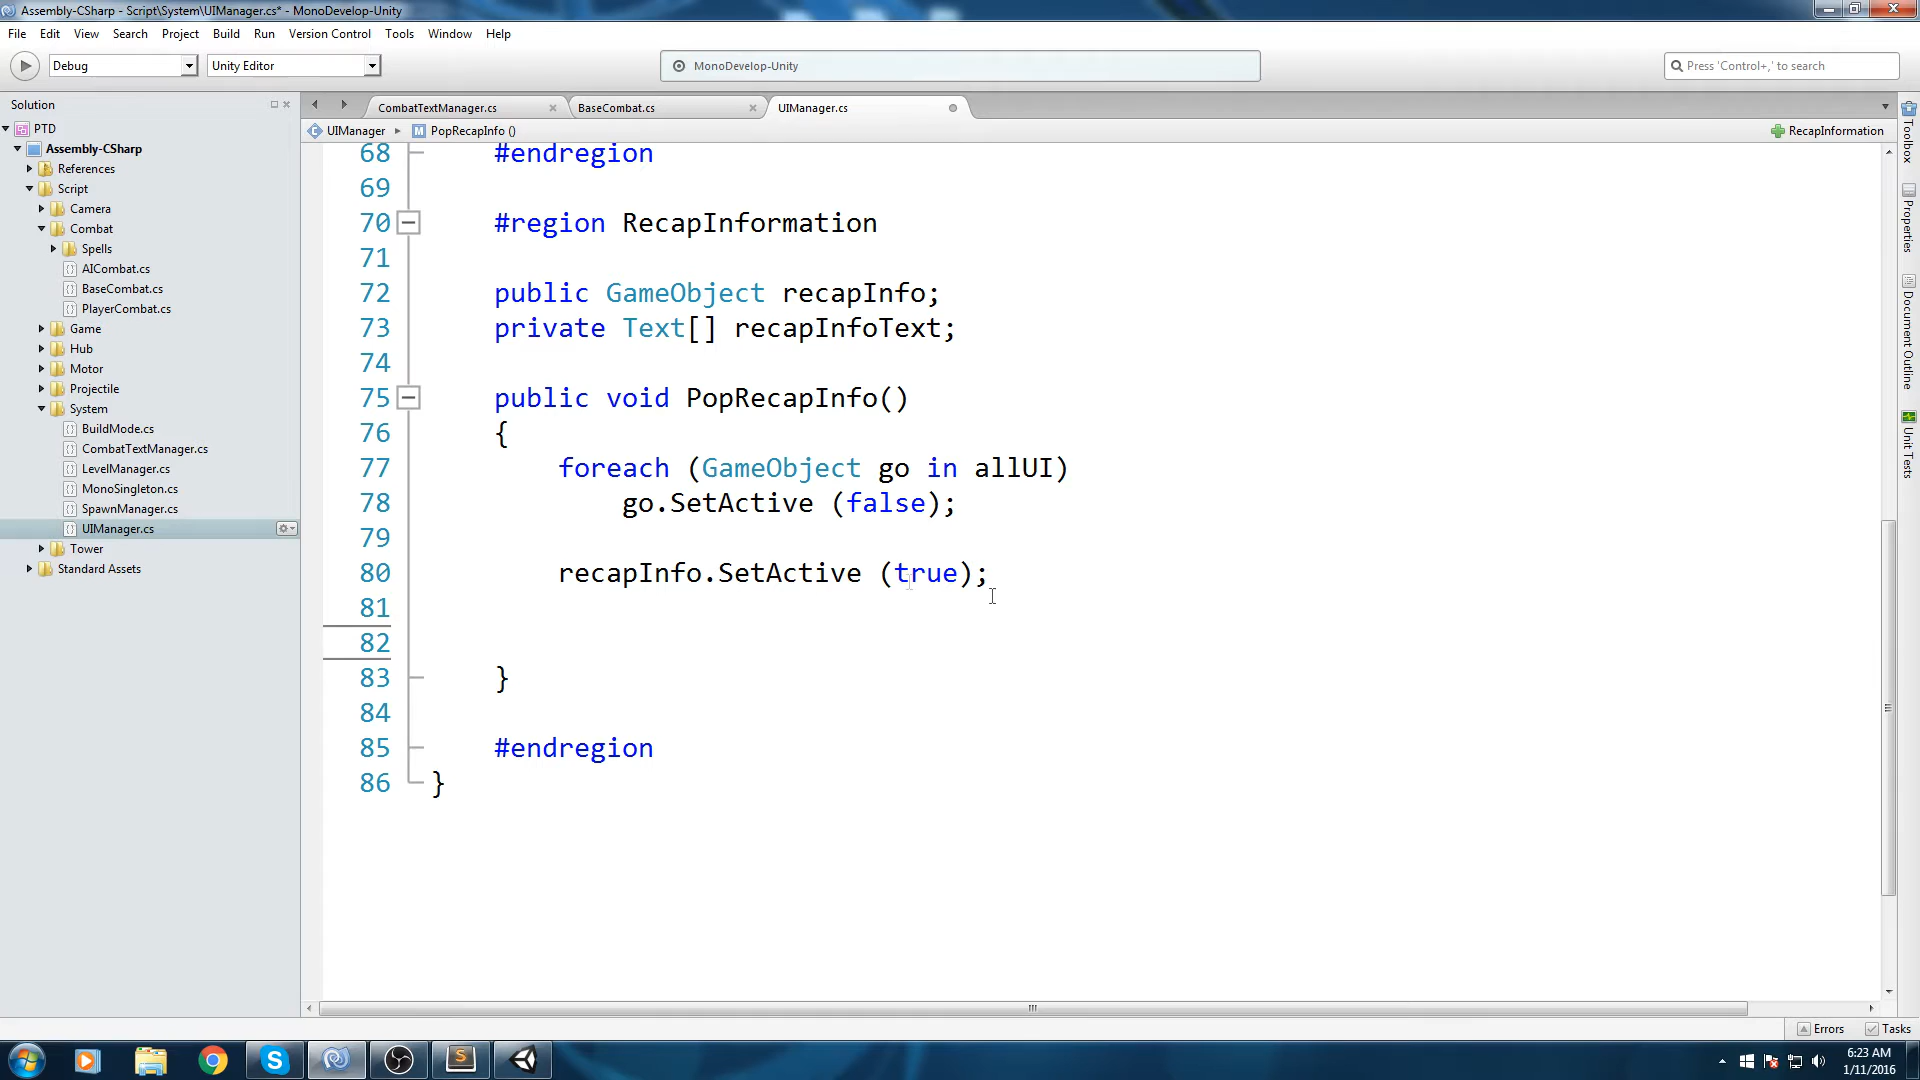 Assembly-CSharp - Script\System\UIManager.cs* - MonoDevelop-Unity
File Edit View Search Project Build Run Version Control Tools Window Help
Debug Unity Editor MonoDevelop-Unity Press 'Control+,' to search
Solution
PTD
Assembly-CSharp
References
Script
Camera
Combat
Spells
AICombat.cs
BaseCombat.cs
PlayerCombat.cs
Game
Hub
Motor
Projectile
System
BuildMode.cs
CombatTextManager.cs
LevelManager.cs
MonoSingleton.cs
SpawnManager.cs
UIManager.cs
Tower
Standard Assets
CombatTextManager.cs BaseCombat.cs UIManager.cs
UIManager PopRecapInfo () RecapInformation
68 #endregion
69
70 #region RecapInformation
71
72 public GameObject recapInfo;
73 private Text[] recapInfoText;
74
75 public void PopRecapInfo()
76 {
77 foreach (GameObject go in allUI)
78 go.SetActive (false);
79
80 recapInfo.SetActive (true);
81
82
83 }
84
85 #endregion
86 }
Toolbox
Properties
Document Outline
Unit Tests
Errors Tasks
6:23 AM
1/11/2016